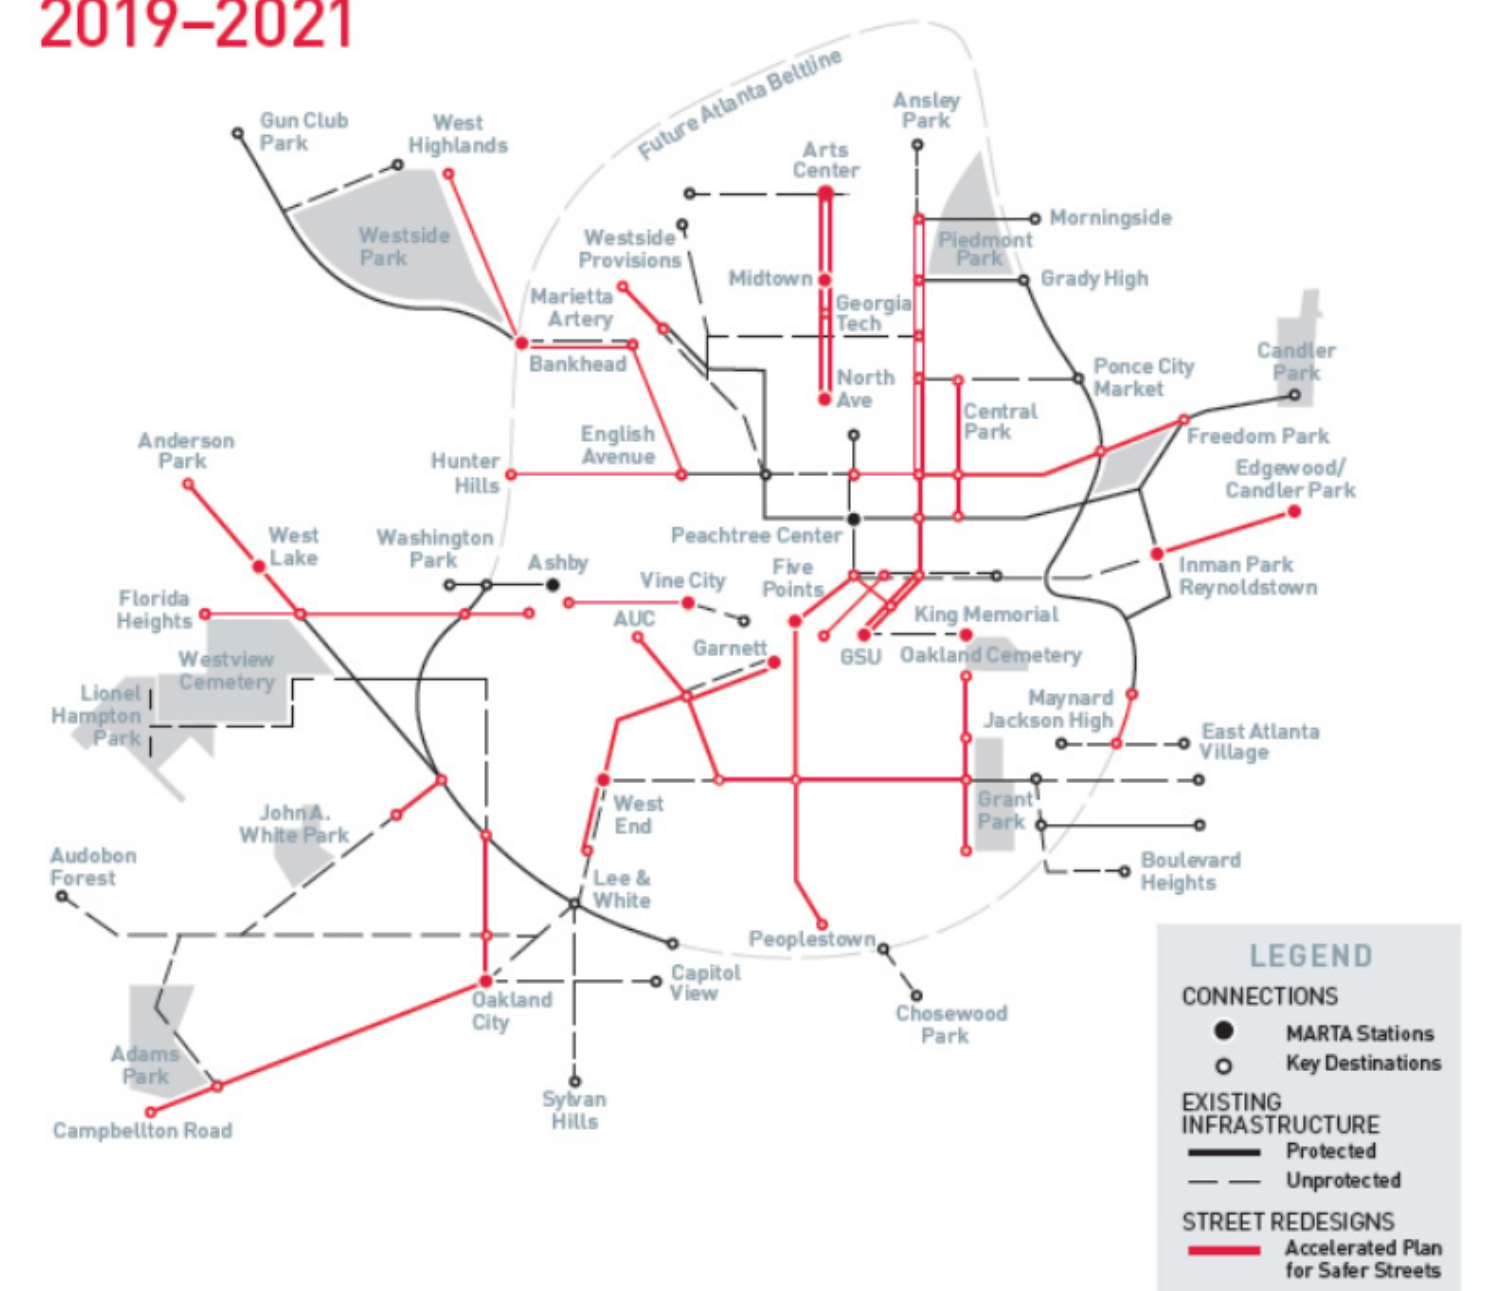 2019–2021
Future Atlanta Beltline
Ansley
Park
Gun Club
Park
West
Highlands
Arts
Center
Westside
Park
Westside
Provisions
Morningside
Piedmont
Park
Midtown
Grady High
Marietta
Artery
Georgia
Tech
Bankhead
Candler
Park
Ponce City
Market
North
Ave
Central
Park
Freedom Park
Anderson
Park
English
Avenue
Hunter
Hills
Edgewood/
Candler Park
West
Lake
Washington
Park
Peachtree Center
Ashby
Five
Points
Vine City
Inman Park
Reynoldstown
Florida
Heights
AUC
King Memorial
Garnett
GSU
Oakland Cemetery
Westview
Cemetery
Lionel
Hampton
Park
Maynard
Jackson High
East Atlanta
Village
John A.
White Park
West
End
Grant
Park
Audobon
Forest
Lee &
White
Boulevard
Heights
Peoplestown
Capitol
View
Oakland
City
Chosewood
Park
Adams
Park
Sylvan
Hills
Campbellton Road
LEGEND
CONNECTIONS
MARTA Stations
Key Destinations
EXISTING
INFRASTRUCTURE
Protected
Unprotected
STREET REDESIGNS
Accelerated Plan
for Safer Streets